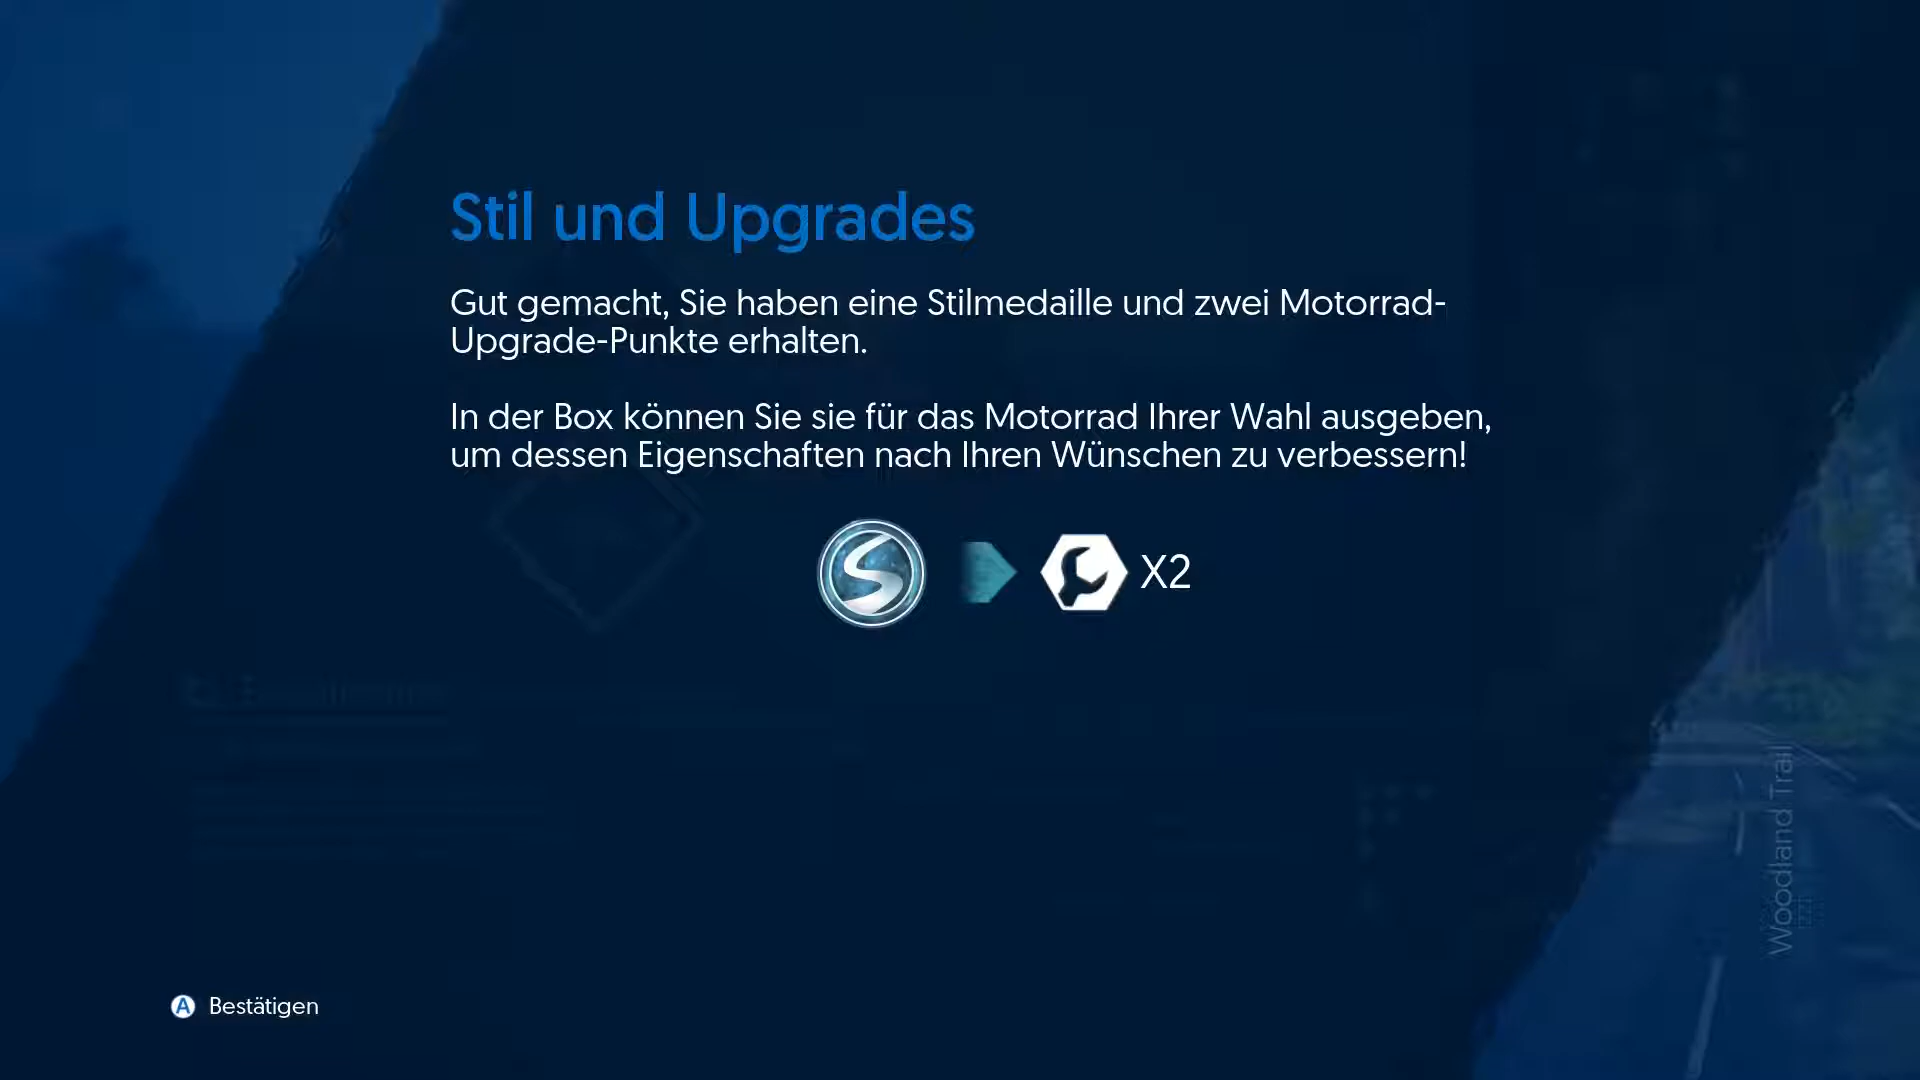 Stil und Upgrades
Gut gemacht, Sie haben eine Stilmedaille und zwei Motorrad-
Upgrade-Punkte erhalten.
In der Box können Sie sie für das Motorrad Ihrer Wahl ausgeben,
um dessen Eigenschaften nach Ihren Wünschen zu verbessern!
S
X2
Woodland Trail
A Bestätigen